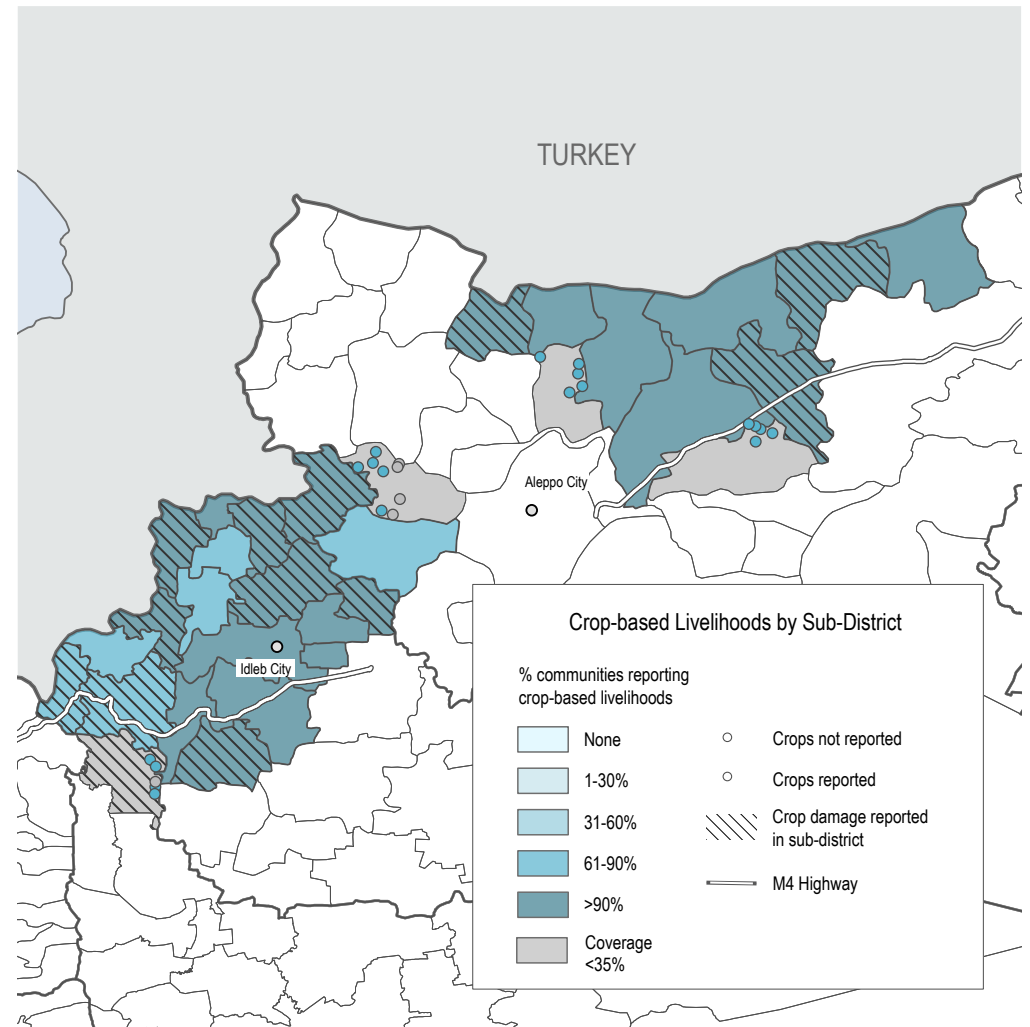 TURKEY
Aleppo City
Idleb City
Crop-based Livelihoods by Sub-District
% communities reporting
crop-based livelihoods
None
1-30%
31-60%
61-90%
>90%
Coverage
<35%
Crops not reported
Crops reported
Crop damage reported
in sub-district
M4 Highway